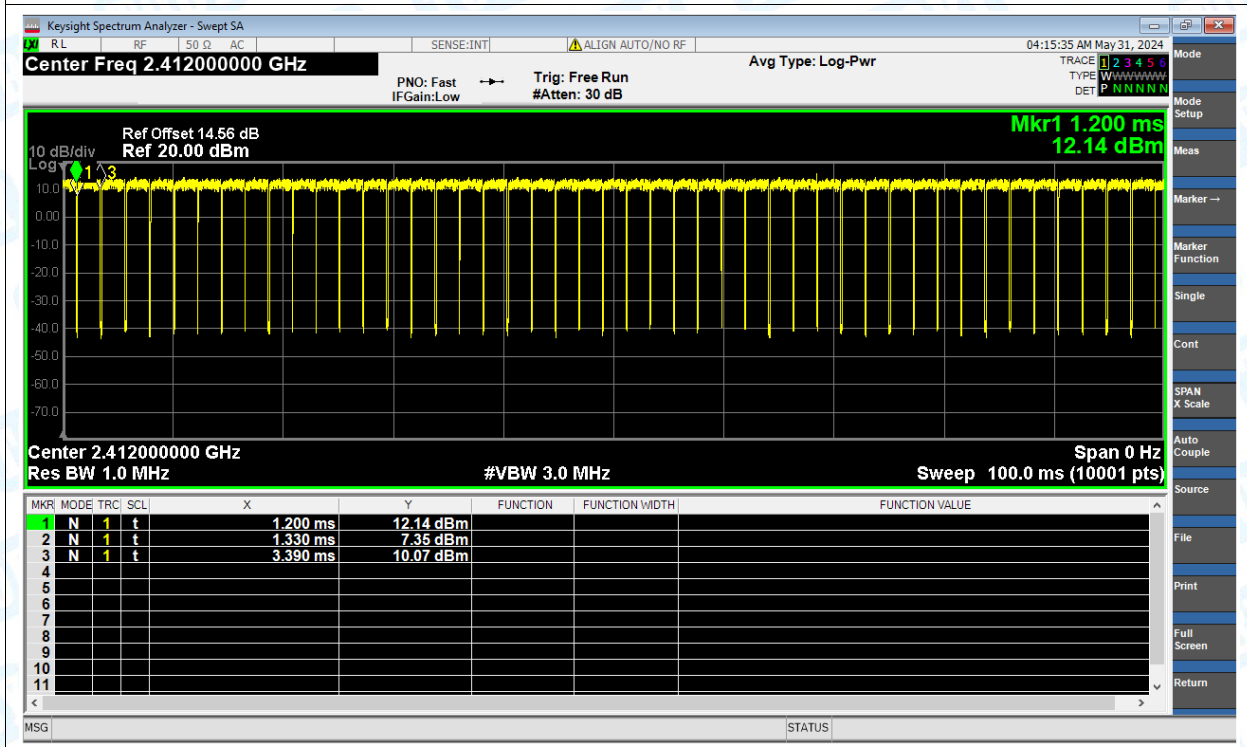 Keysight Spectrum Analyzer - Swept SA
LXI RL RF 50 Ω AC SENSE:INT ALIGN AUTO/NO RF 04:15:35 AM May 31, 2024
Center Freq 2.412000000 GHz
PNO: Fast
IFGain:Low
Trig: Free Run
#Atten: 30 dB
Avg Type: Log-Pwr
TRACE 1 2 3 4 5 6
TYPE WWWWWW
DET P N N N N N
Mkr1 1.200 ms
12.14 dBm
Ref Offset 14.56 dB
10 dB/div Ref 20.00 dBm
Log
1 3
10.0
0.00
-10.0
-20.0
-30.0
-40.0
-50.0
-60.0
-70.0
Center 2.412000000 GHz Span 0 Hz
Res BW 1.0 MHz #VBW 3.0 MHz Sweep 100.0 ms (10001 pts)
MKR MODE TRC SCL X Y FUNCTION FUNCTION WIDTH FUNCTION VALUE
1 N 1 t 1.200 ms 12.14 dBm
2 N 1 t 1.330 ms 7.35 dBm
3 N 1 t 3.390 ms 10.07 dBm
4
5
6
7
8
9
10
11
MSG STATUS
Mode
Mode
Setup
Meas
Marker →
Marker
Function
Single
Cont
SPAN
X Scale
Auto
Couple
Source
File
Print
Full
Screen
Return